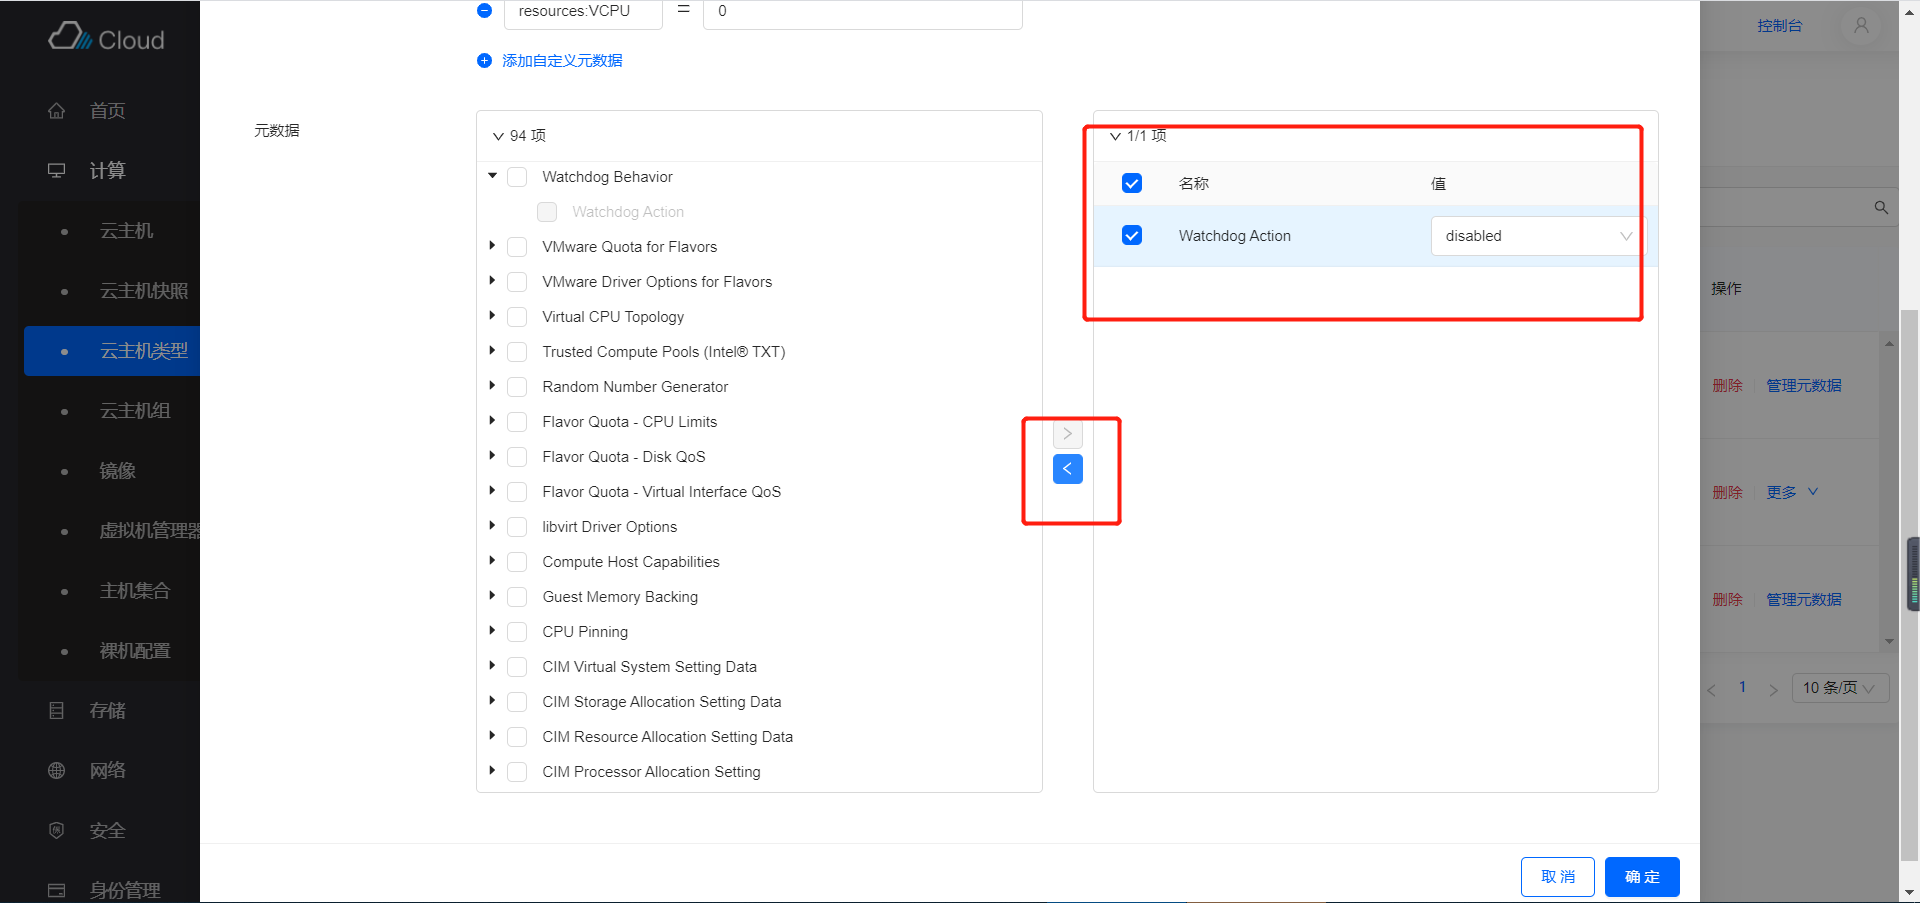 resources:VCPU = 0
Cloud
控制台
添加自定义元数据
首页
元数据
94 项
1/1 项
计算
Watchdog Behavior
名称 值
Watchdog Action
云主机
Watchdog Action disabled
VMware Quota for Flavors
VMware Driver Options for Flavors
云主机快照
操作
Virtual CPU Topology
云主机类型
Trusted Compute Pools (Intel® TXT)
Random Number Generator
删除 管理元数据
云主机组
Flavor Quota - CPU Limits
Flavor Quota - Disk QoS
镜像
Flavor Quota - Virtual Interface QoS
删除 更多
libvirt Driver Options
虚拟机管理器
Compute Host Capabilities
主机集合
Guest Memory Backing
删除 管理元数据
CPU Pinning
裸机配置
CIM Virtual System Setting Data
CIM Storage Allocation Setting Data
1 10 条/页
存储
CIM Resource Allocation Setting Data
CIM Processor Allocation Setting
网络
安全
取 消 确 定
身份管理